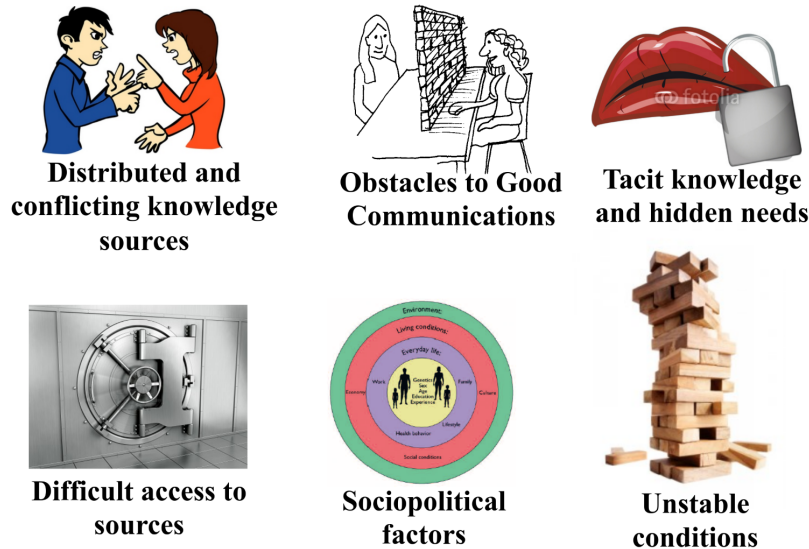 fotolia
Distributed and
conflicting knowledge
sources
Obstacles to Good
Communications
Tacit knowledge
and hidden needs
Environment:
Living conditions:
Everyday life:
Economy
Work
Genetics
Sex
Age
Education
Experience
Family
Culture
Lifestyle
Health behavior
Social conditions
Difficult access to
sources
Sociopolitical
factors
Unstable
conditions